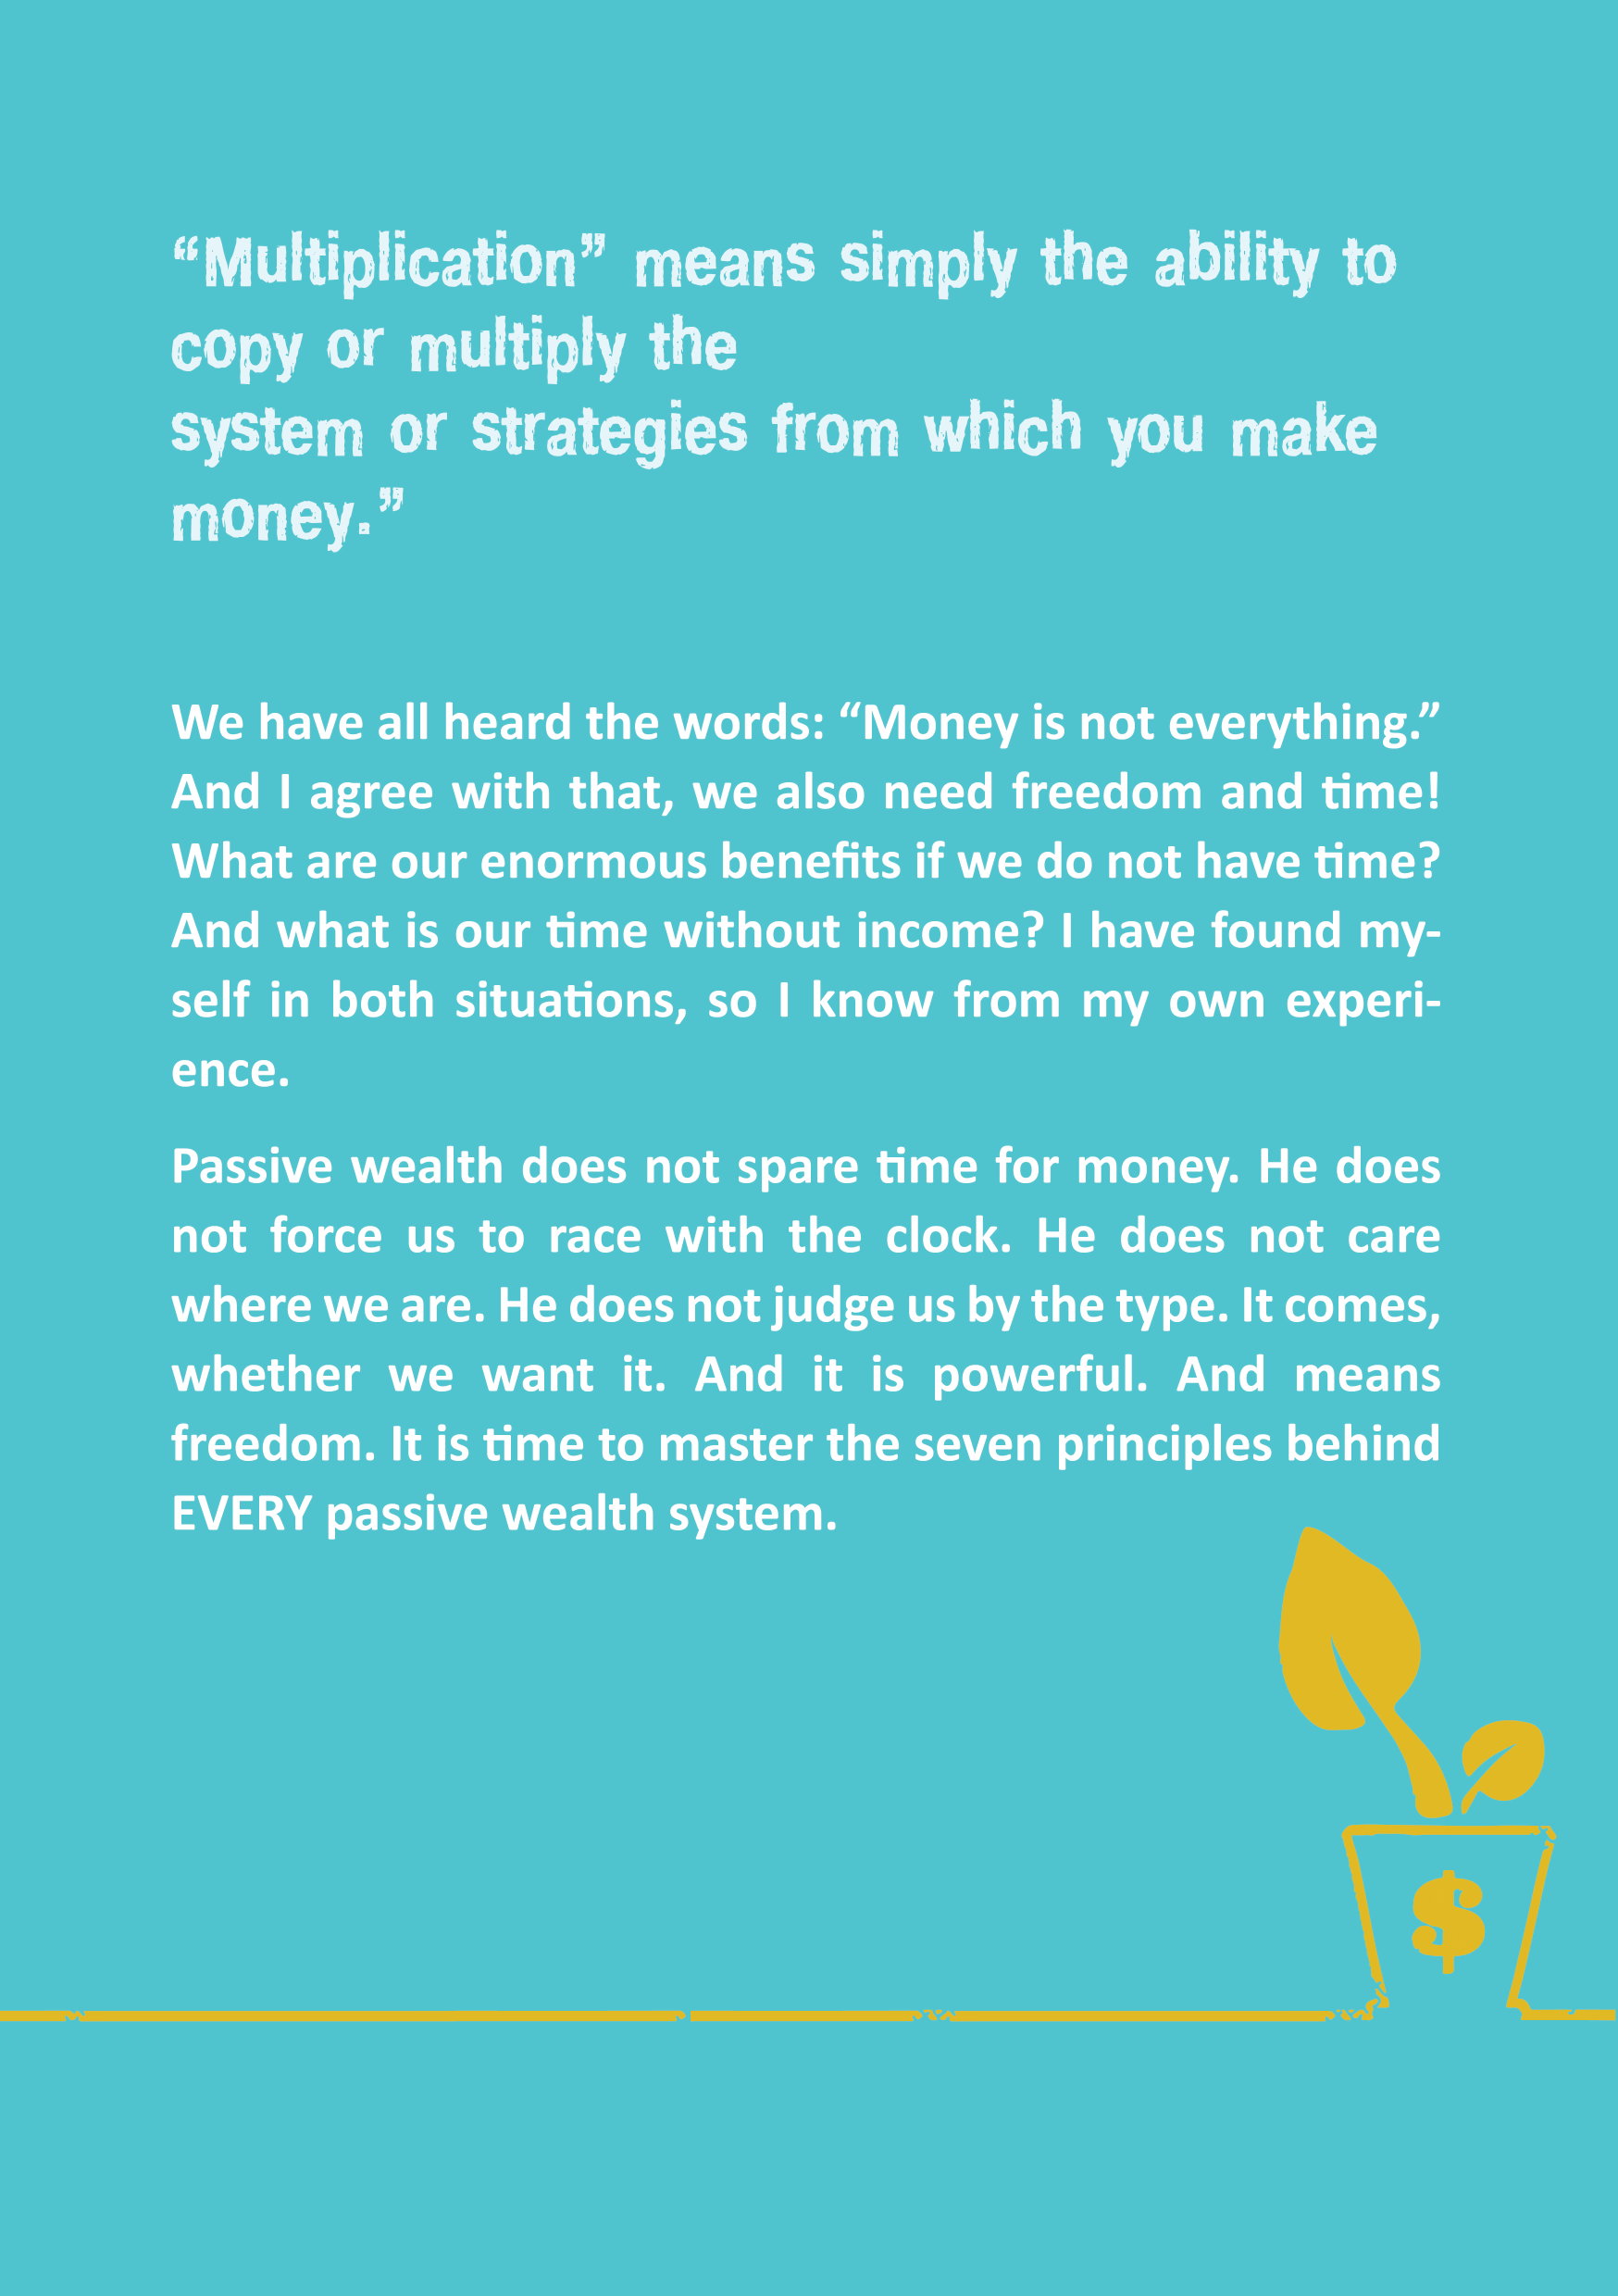 “Multiplication” means simply the ability to
copy or multiply the
system or strategies from which you make
money.”
We have all heard the words: “Money is not everything.”
And I agree with that, we also need freedom and time!
What are our enormous benefits if we do not have time?
And what is our time without income? I have found my-
self in both situations, so I know from my own experi-
ence.
Passive wealth does not spare time for money. He does
not force us to race with the clock. He does not care
where we are. He does not judge us by the type. It comes,
whether we want it. And it is powerful. And means
freedom. It is time to master the seven principles behind
EVERY passive wealth system.
$